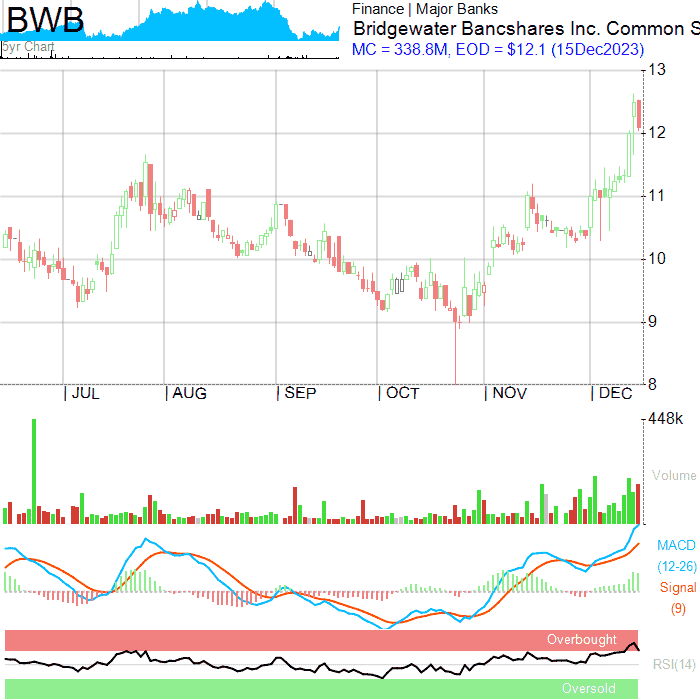 BWB
5yr Chart
Finance | Major Banks
Bridgewater Bancshares Inc. Common S
MC = 338.8M, EOD = $12.1 (15Dec2023)
13
12
11
10
9
8
| JUL | AUG | SEP | OCT | NOV | DEC
448k
Volume
MACD
(12-26)
Signal
(9)
Overbought
RSI(14)
Oversold